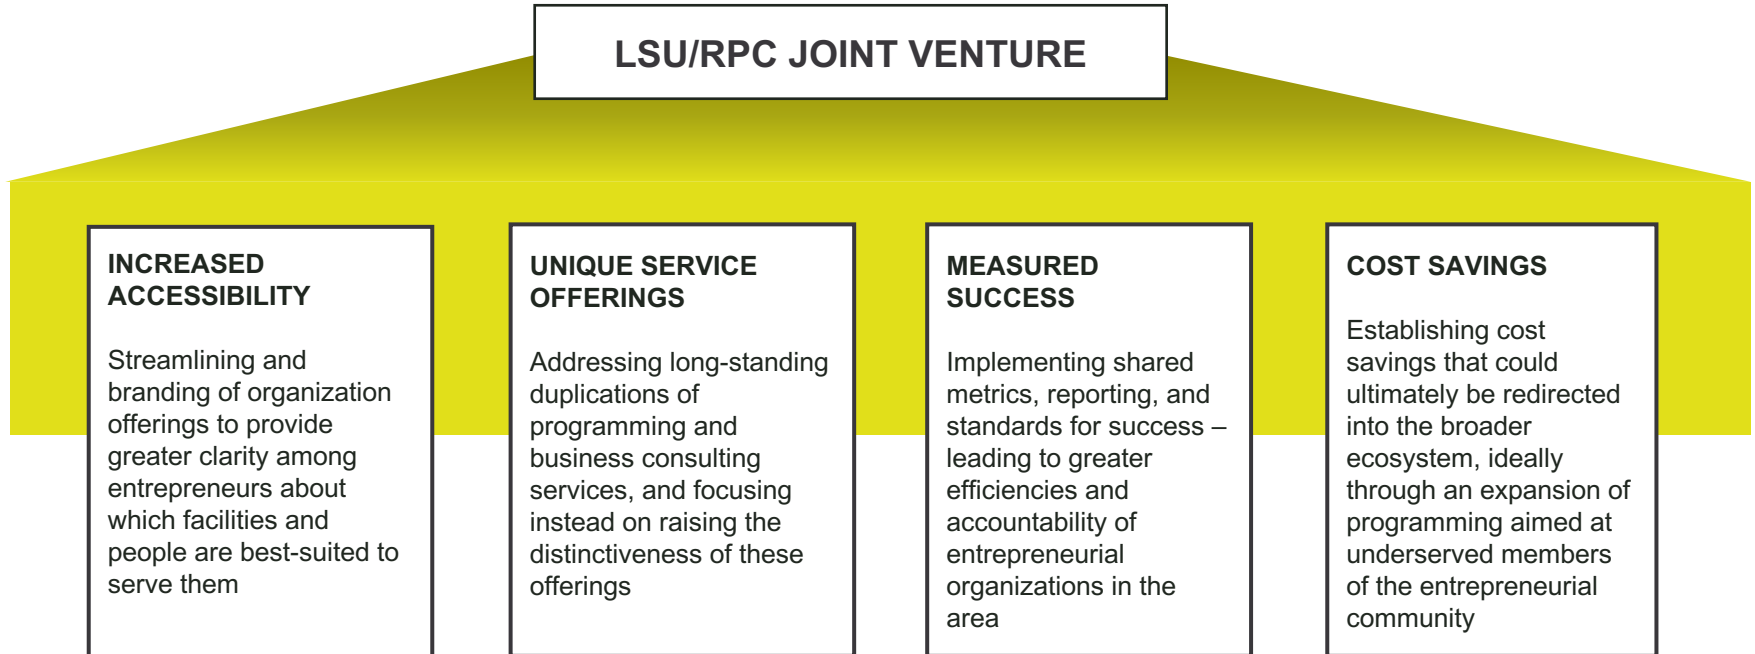 LSU/RPC JOINT VENTURE
INCREASED
ACCESSIBILITY
Streamlining and
branding of organization
offerings to provide
greater clarity among
entrepreneurs about
which facilities and
people are best-suited to
serve them
UNIQUE SERVICE
OFFERINGS
Addressing long-standing
duplications of
programming and
business consulting
services, and focusing
instead on raising the
distinctiveness of these
offerings
MEASURED
SUCCESS
Implementing shared
metrics, reporting, and
standards for success –
leading to greater
efficiencies and
accountability of
entrepreneurial
organizations in the
area
COST SAVINGS
Establishing cost
savings that could
ultimately be redirected
into the broader
ecosystem, ideally
through an expansion of
programming aimed at
underserved members
of the entrepreneurial
community